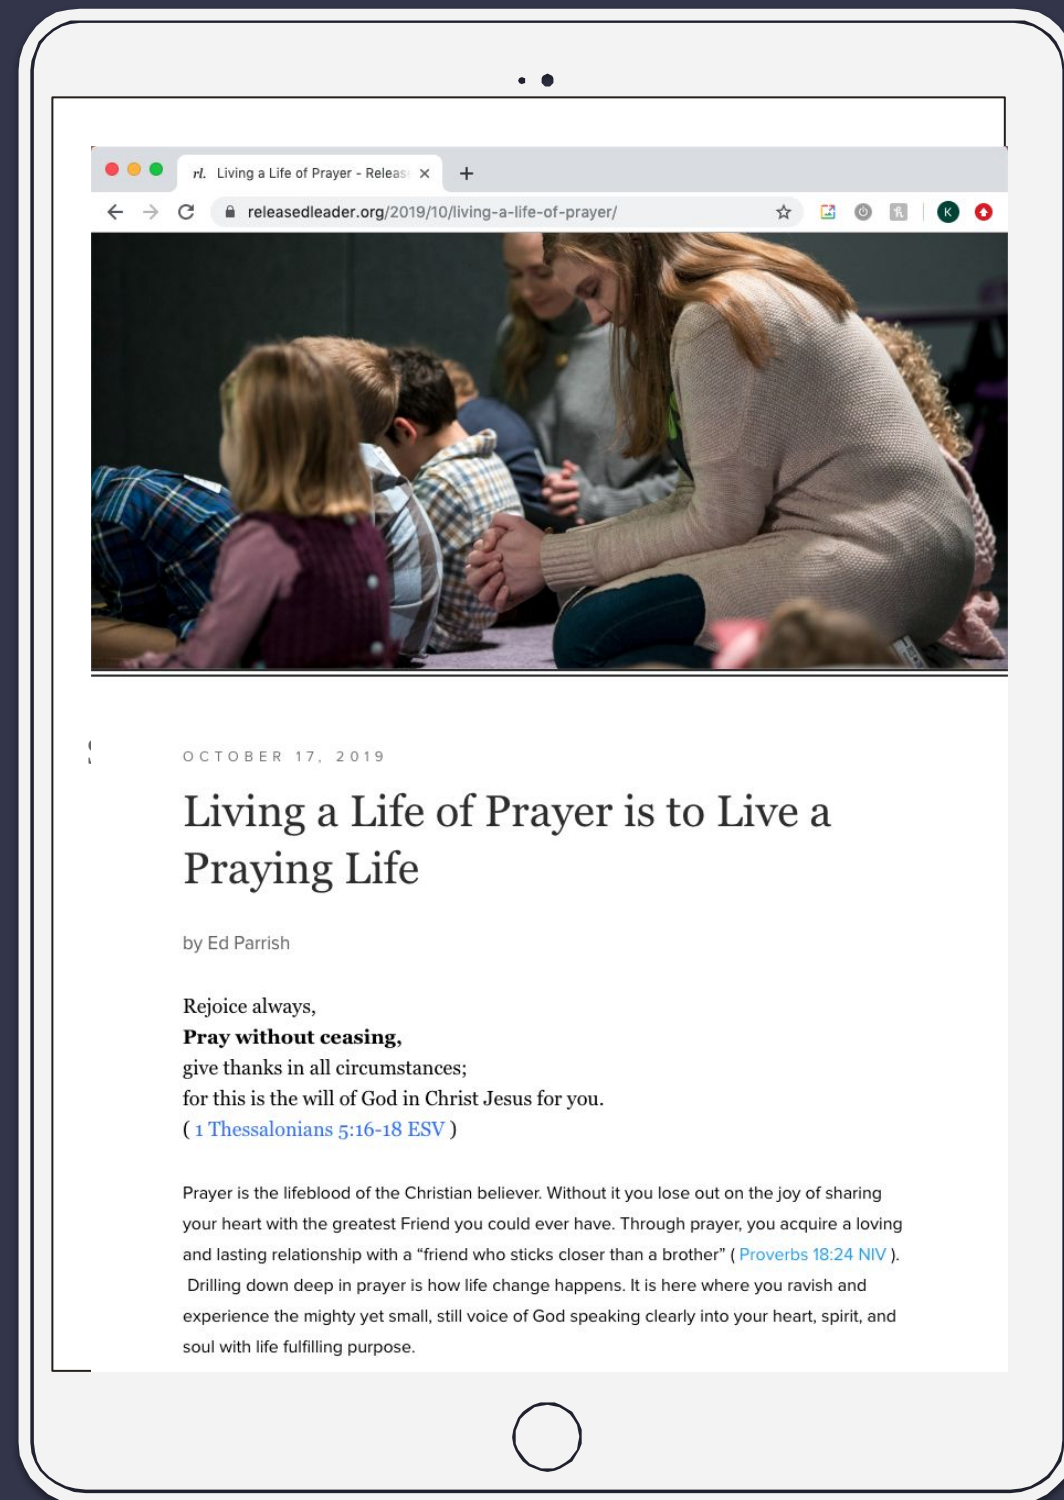 rl. Living a Life of Prayer - Releas
releasedleader.org/2019/10/living-a-life-of-prayer/
K
OCTOBER 17, 2019
Living a Life of Prayer is to Live a
Praying Life
by Ed Parrish
Rejoice always,
Pray without ceasing,
give thanks in all circumstances;
for this is the will of God in Christ Jesus for you.
( 1 Thessalonians 5:16-18 ESV )
Prayer is the lifeblood of the Christian believer. Without it you lose out on the joy of sharing
your heart with the greatest Friend you could ever have. Through prayer, you acquire a loving
and lasting relationship with a “friend who sticks closer than a brother” ( Proverbs 18:24 NIV ).
Drilling down deep in prayer is how life change happens. It is here where you ravish and
experience the mighty yet small, still voice of God speaking clearly into your heart, spirit, and
soul with life fulfilling purpose.